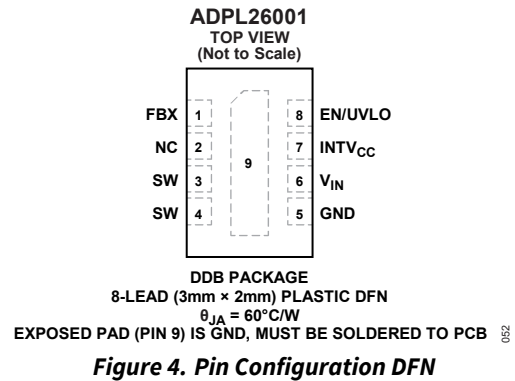 ADPL26001
TOP VIEW
(Not to Scale)
FBX 1 8 EN/UVLO
NC 2 7 INTVCC
9
SW 3 6 VIN
SW 4 5 GND
DDB PACKAGE
8-LEAD (3mm × 2mm) PLASTIC DFN
θJA = 60°C/W
EXPOSED PAD (PIN 9) IS GND, MUST BE SOLDERED TO PCB
052
Figure 4. Pin Configuration DFN